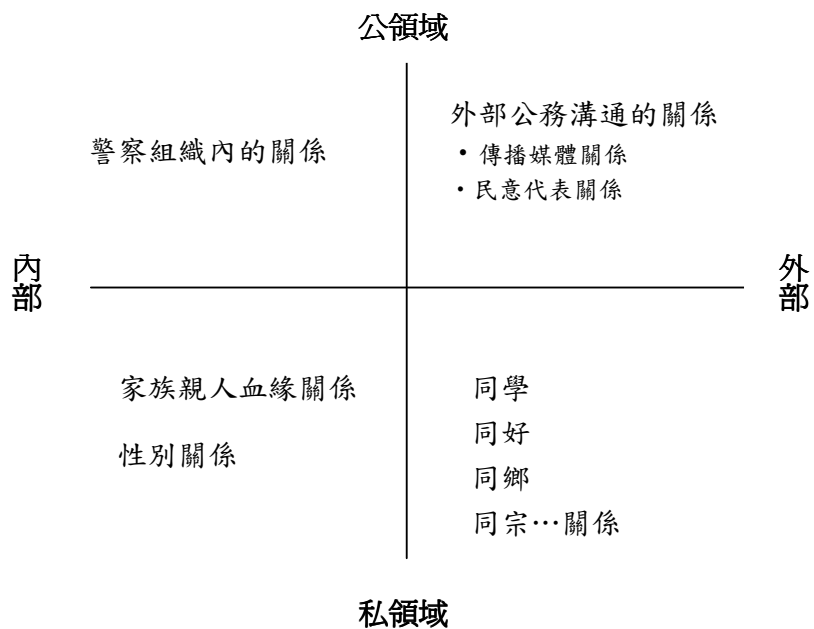 公領域
警察組織內的關係
外部公務溝通的關係
•傳播媒體關係
•民意代表關係
內部
外部
家族親人血緣關係
性別關係
同學
同好
同鄉
同宗…關係
私領域